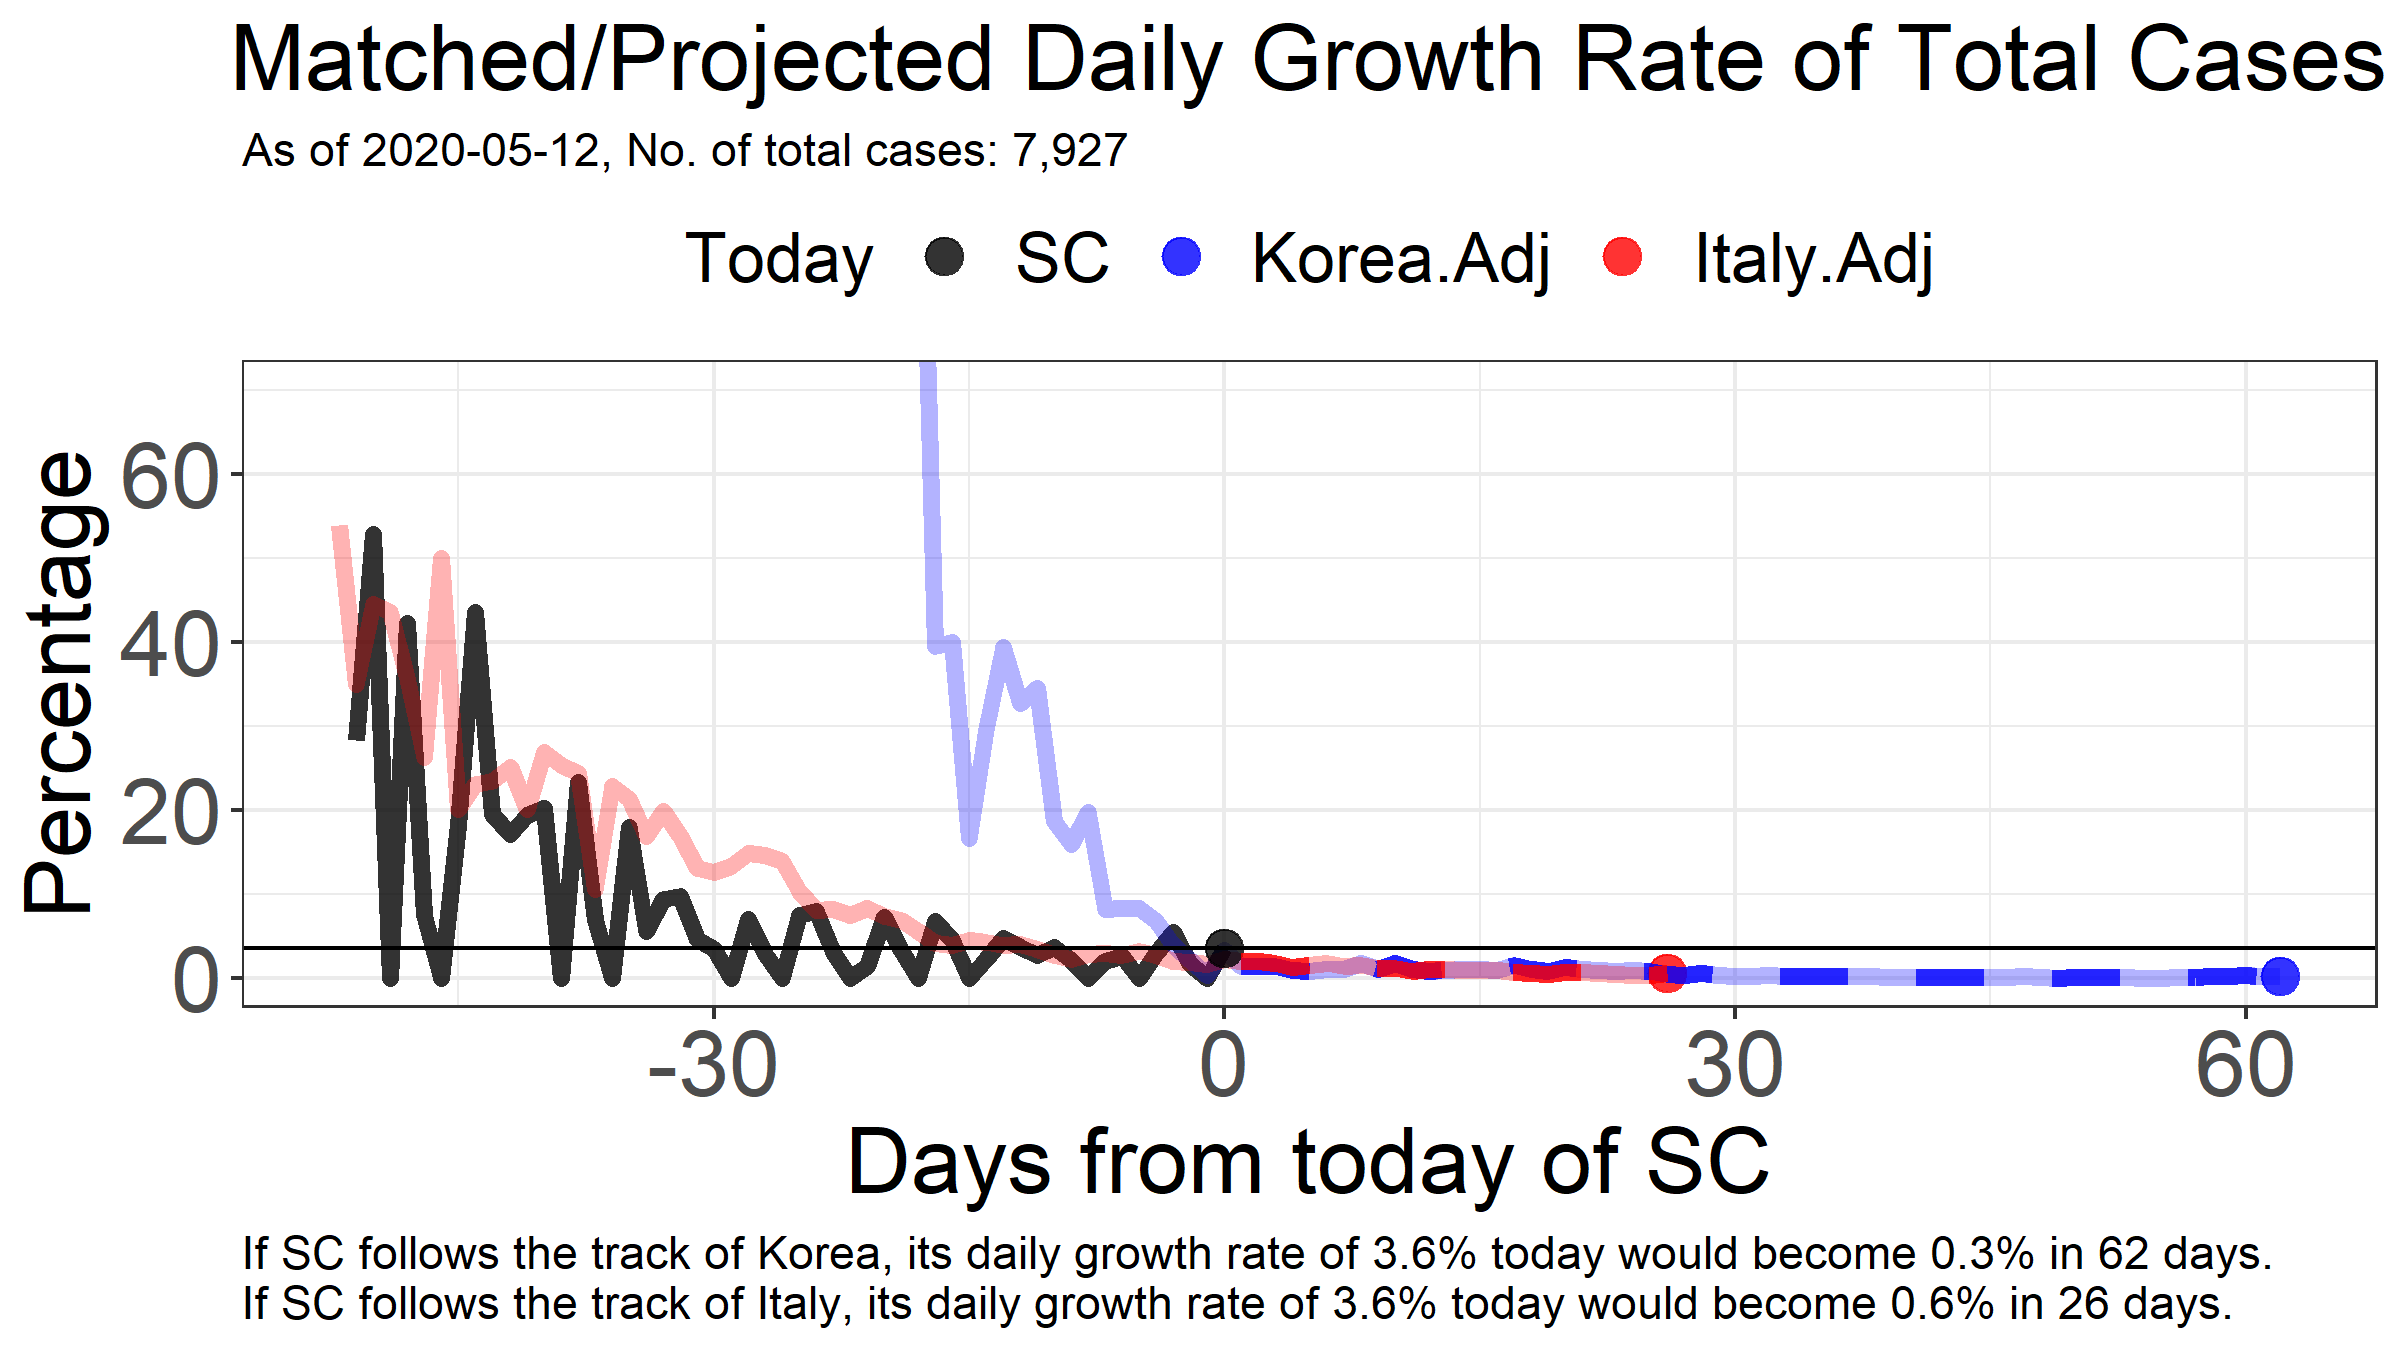 Matched/Projected Daily Growth Rate of Total Cases
As of 2020-05-12, No. of total cases: 7,927
Today SC Korea.Adj Italy.Adj
Percentage
60
40
20
0
-30 0 30 60
Days from today of SC
If SC follows the track of Korea, its daily growth rate of 3.6% today would become 0.3% in 62 days.
If SC follows the track of Italy, its daily growth rate of 3.6% today would become 0.6% in 26 days.